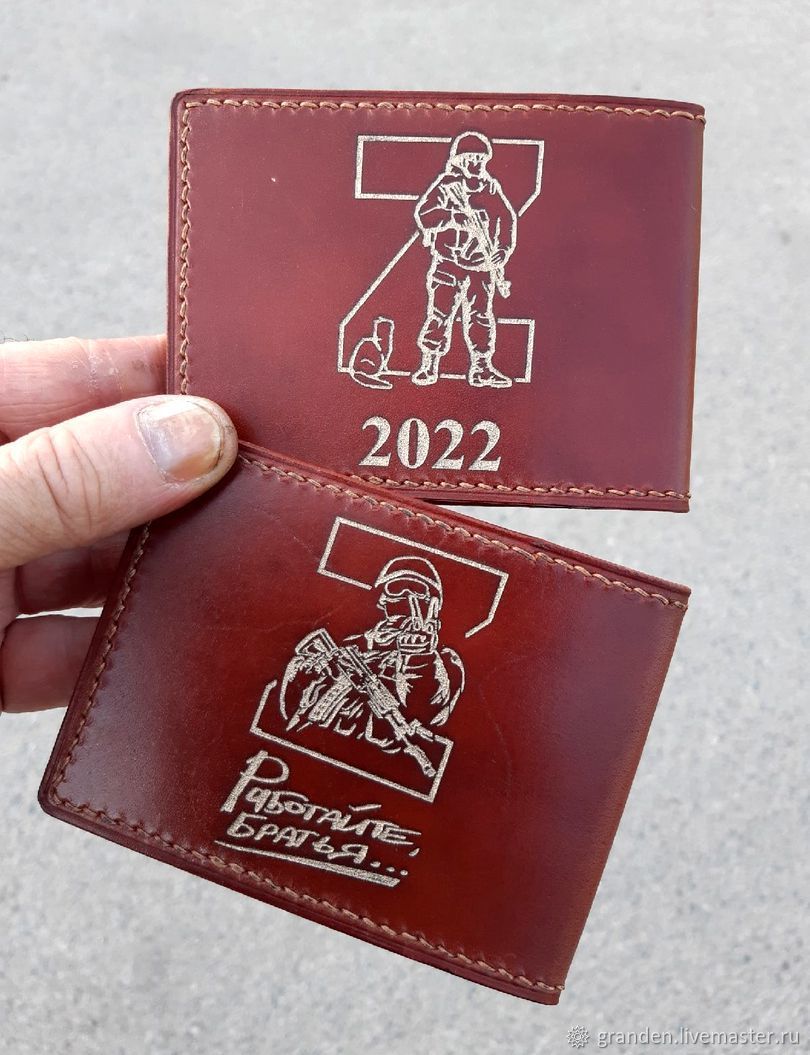 Z
2022
Z
Работайте,
Братья...
granden.livemaster.ru